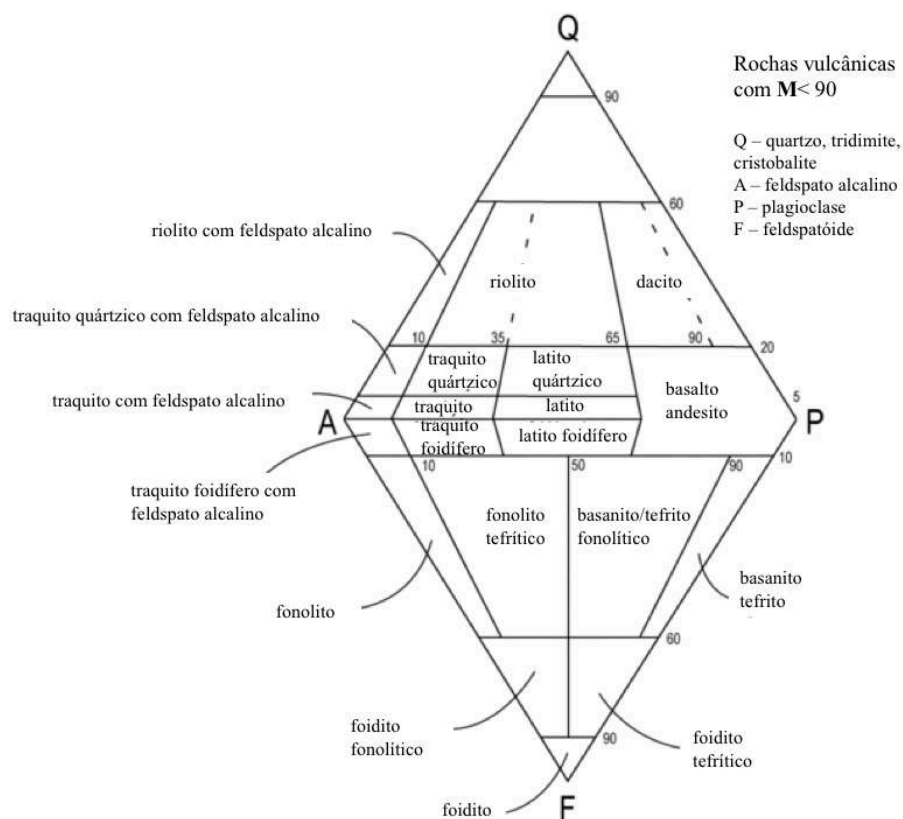 Q
Rochas vulcânicas
com M< 90
90
Q – quartzo, tridimite,
cristobalite
A – feldspato alcalino
P – plagioclase
F – feldspatóide
60
riolito com feldspato alcalino
riolito
dacito
traquito quártzico com feldspato alcalino
10
35
65
90
20
traquito
quártzico
latito
quártzico
basalto
andesito
traquito com feldspato alcalino
5
traquito
latito
A
P
traquito
foidífero
latito foidífero
10
50
90
10
traquito foidífero com
feldspato alcalino
fonolito
tefrítico
basanito/tefrito
fonolítico
basanito
tefrito
fonolito
60
foidito
fonolítico
90
foidito
tefrítico
foidito
F